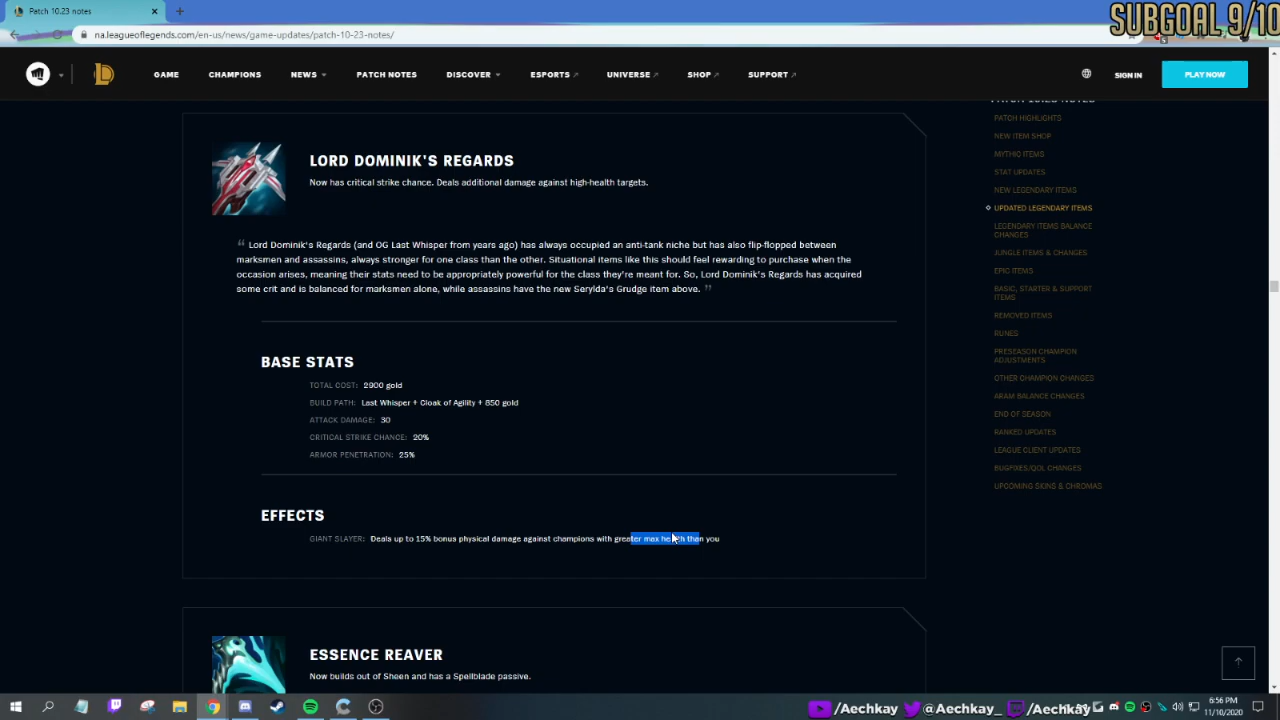 Patch 10.23 notes
SUBGOAL 9/10
na.leagueoflegends.com/en-us/news/game-updates/patch-10-23-notes/
GAME
CHAMPIONS
NEWS
PATCH NOTES
DISCOVER
ESPORTS
UNIVERSE
SHOP
SUPPORT
SIGN IN
PLAY NOW
LORD DOMINIK'S REGARDS
Now has critical strike chance. Deals additional damage against high-health targets.
" Lord Dominik's Regards (and OG Last Whisper from years ago) has always occupied an anti-tank niche but has also flip-flopped between
marksmen and assassins, always stronger for one class than the other. Situational items like this should feel rewarding to purchase when the
occasion arises, meaning their stats need to be appropriately powerful for the class they're meant for. So, Lord Dominik's Regards has acquired
some crit and is balanced for marksmen alone, while assassins have the new Serylda's Grudge item above. "
BASE STATS
TOTAL COST: 2900 gold
BUILD PATH: Last Whisper + Cloak of Agility + 850 gold
ATTACK DAMAGE: 30
CRITICAL STRIKE CHANCE: 20%
ARMOR PENETRATION: 25%
EFFECTS
GIANT SLAYER: Deals up to 15% bonus physical damage against champions with greater max health than you
ESSENCE REAVER
Now builds out of Sheen and has a Spellblade passive.
PATCH 10.23 NOTES
PATCH HIGHLIGHTS
NEW ITEM SHOP
MYTHIC ITEMS
STAT UPDATES
NEW LEGENDARY ITEMS
UPDATED LEGENDARY ITEMS
LEGENDARY ITEMS BALANCE
CHANGES
JUNGLE ITEMS & CHANGES
EPIC ITEMS
BASIC, STARTER & SUPPORT
ITEMS
REMOVED ITEMS
RUNES
PRESEASON CHAMPION
ADJUSTMENTS
OTHER CHAMPION CHANGES
ARAM BALANCE CHANGES
END OF SEASON
RANKED UPDATES
LEAGUE CLIENT UPDATES
BUGFIXES/QOL CHANGES
UPCOMING SKINS & CHROMAS
/Aechkay
@Aechkay_
/Aechkay
6:56 PM
11/10/2020